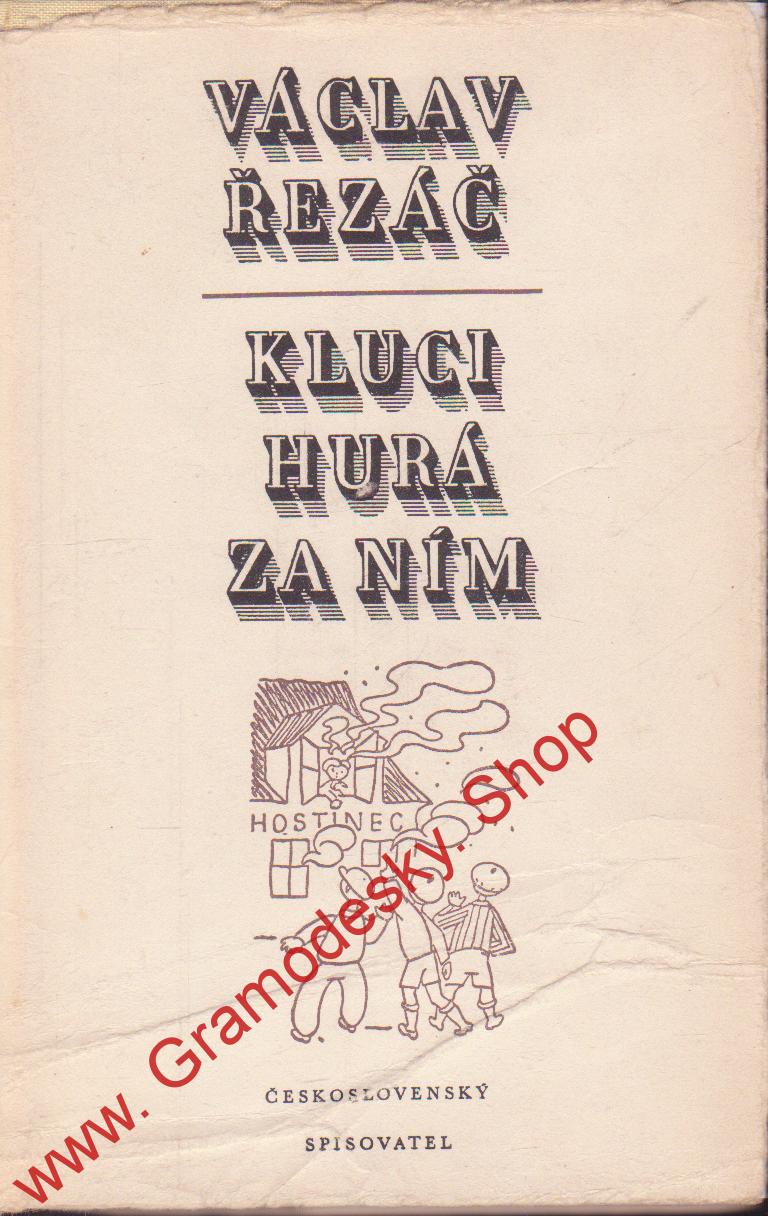 VÁCLAV
ŘEZÁČ
KLUCI
HURÁ
ZA NÍM
HOSTINEC
www. Gramodesky. Shop
ČESKOSLOVENSKÝ
SPISOVATEL